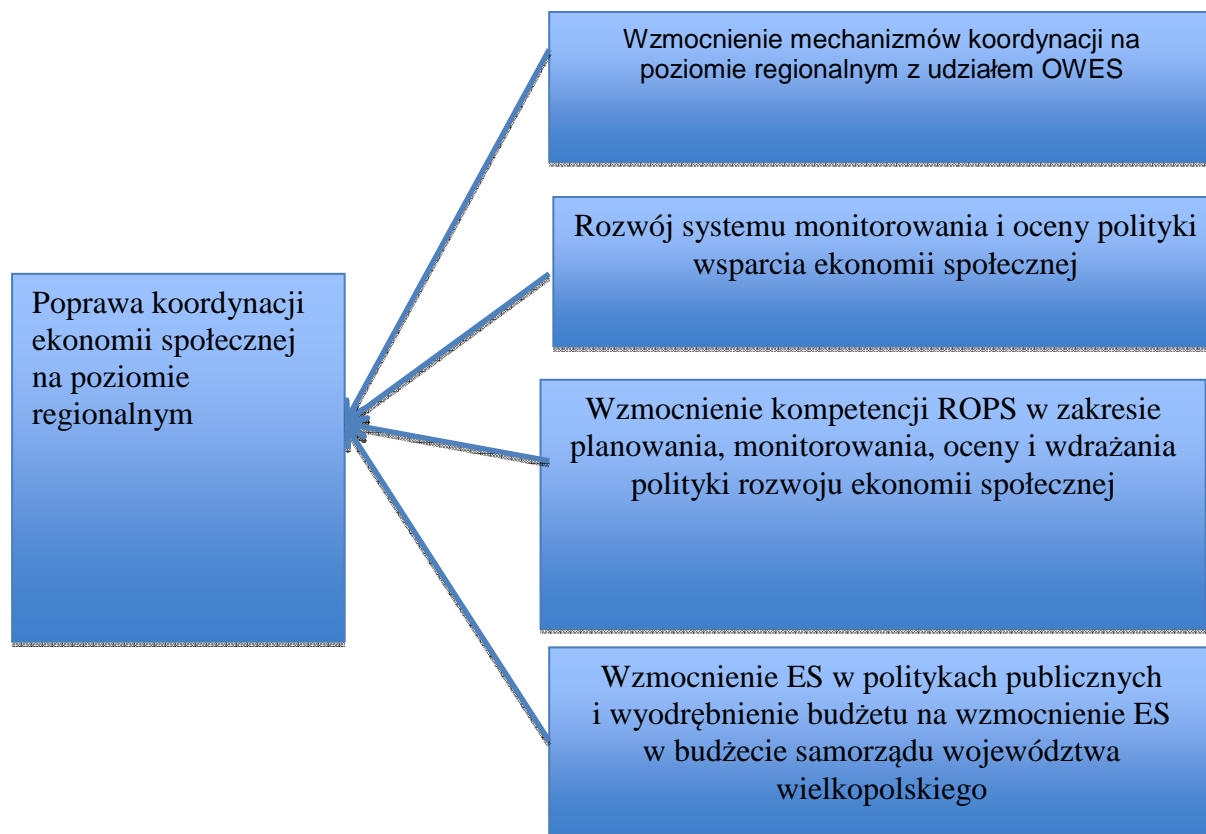 Wzmocnienie mechanizmów koordynacji na
poziomie regionalnym z udziałem OWES
Rozwój systemu monitorowania i oceny polityki
wsparcia ekonomii społecznej
Poprawa koordynacji
ekonomii społecznej
na poziomie
regionalnym
Wzmocnienie kompetencji ROPS w zakresie
planowania, monitorowania, oceny i wdrażania
polityki rozwoju ekonomii społecznej
Wzmocnienie ES w politykach publicznych
i wyodrębnienie budżetu na wzmocnienie ES
w budżecie samorządu województwa
wielkopolskiego